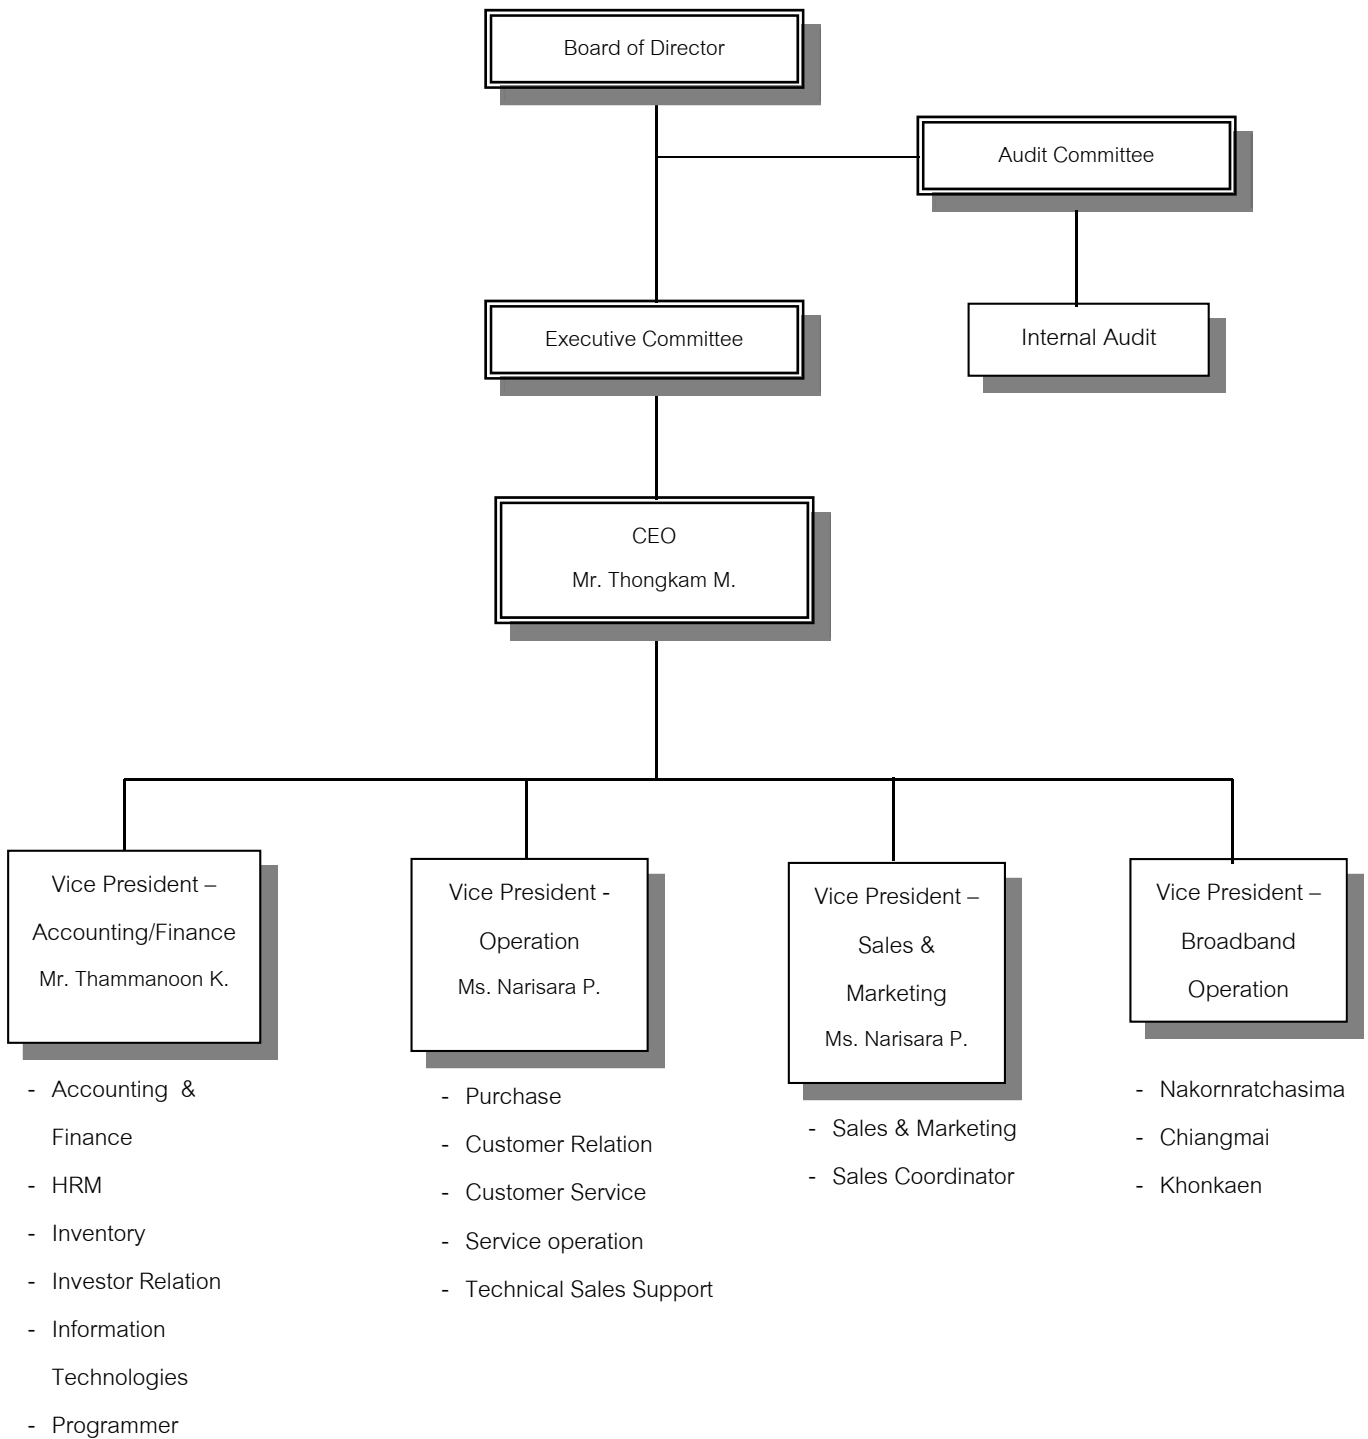 Board of Director
Audit Committee
Executive Committee
Internal Audit
CEO
Mr. Thongkam M.
Vice President –
Accounting/Finance
Mr. Thammanoon K.
- Accounting &
Finance
- HRM
- Inventory
- Investor Relation
- Information
Technologies
- Programmer
Vice President -
Operation
Ms. Narisara P.
- Purchase
- Customer Relation
- Customer Service
- Service operation
- Technical Sales Support
Vice President –
Sales &
Marketing
Ms. Narisara P.
- Sales & Marketing
- Sales Coordinator
Vice President –
Broadband
Operation
- Nakornratchasima
- Chiangmai
- Khonkaen